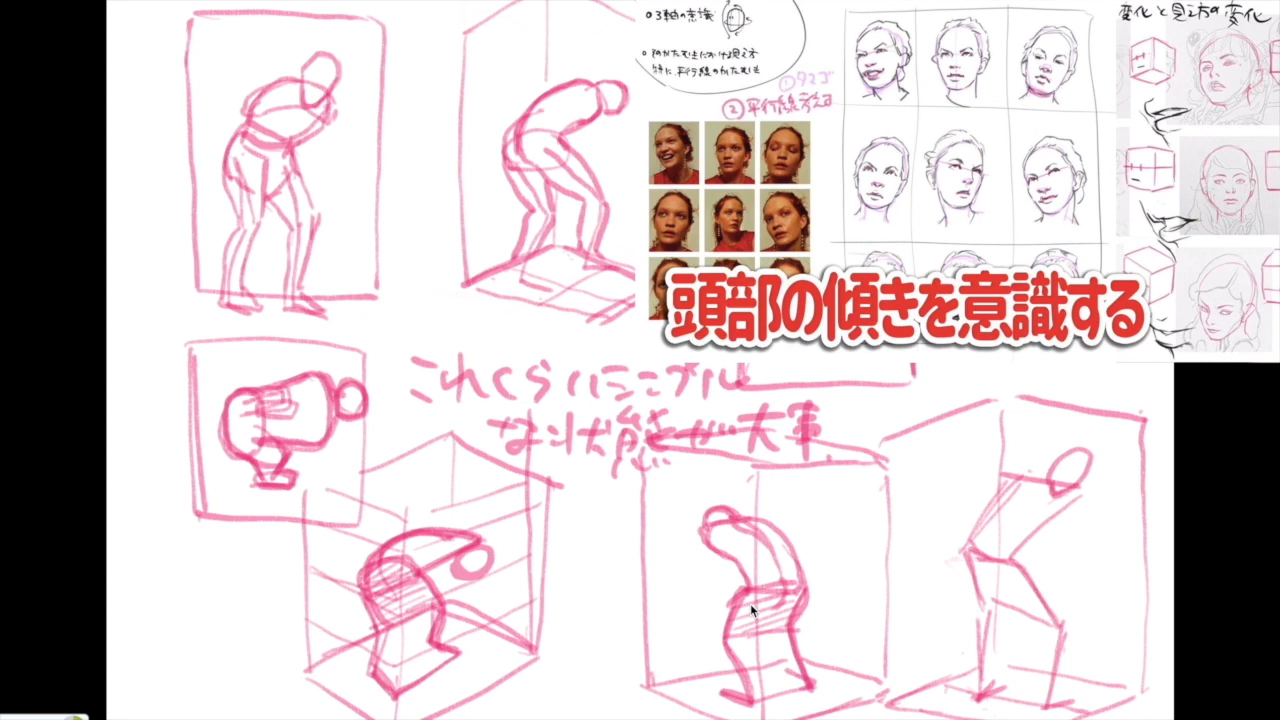 ○3軸の意識
①タマゴ
②平行線考える
変化と見え方の変化
頭部の傾きを意識する
これくらいシンプル
な状態が大事